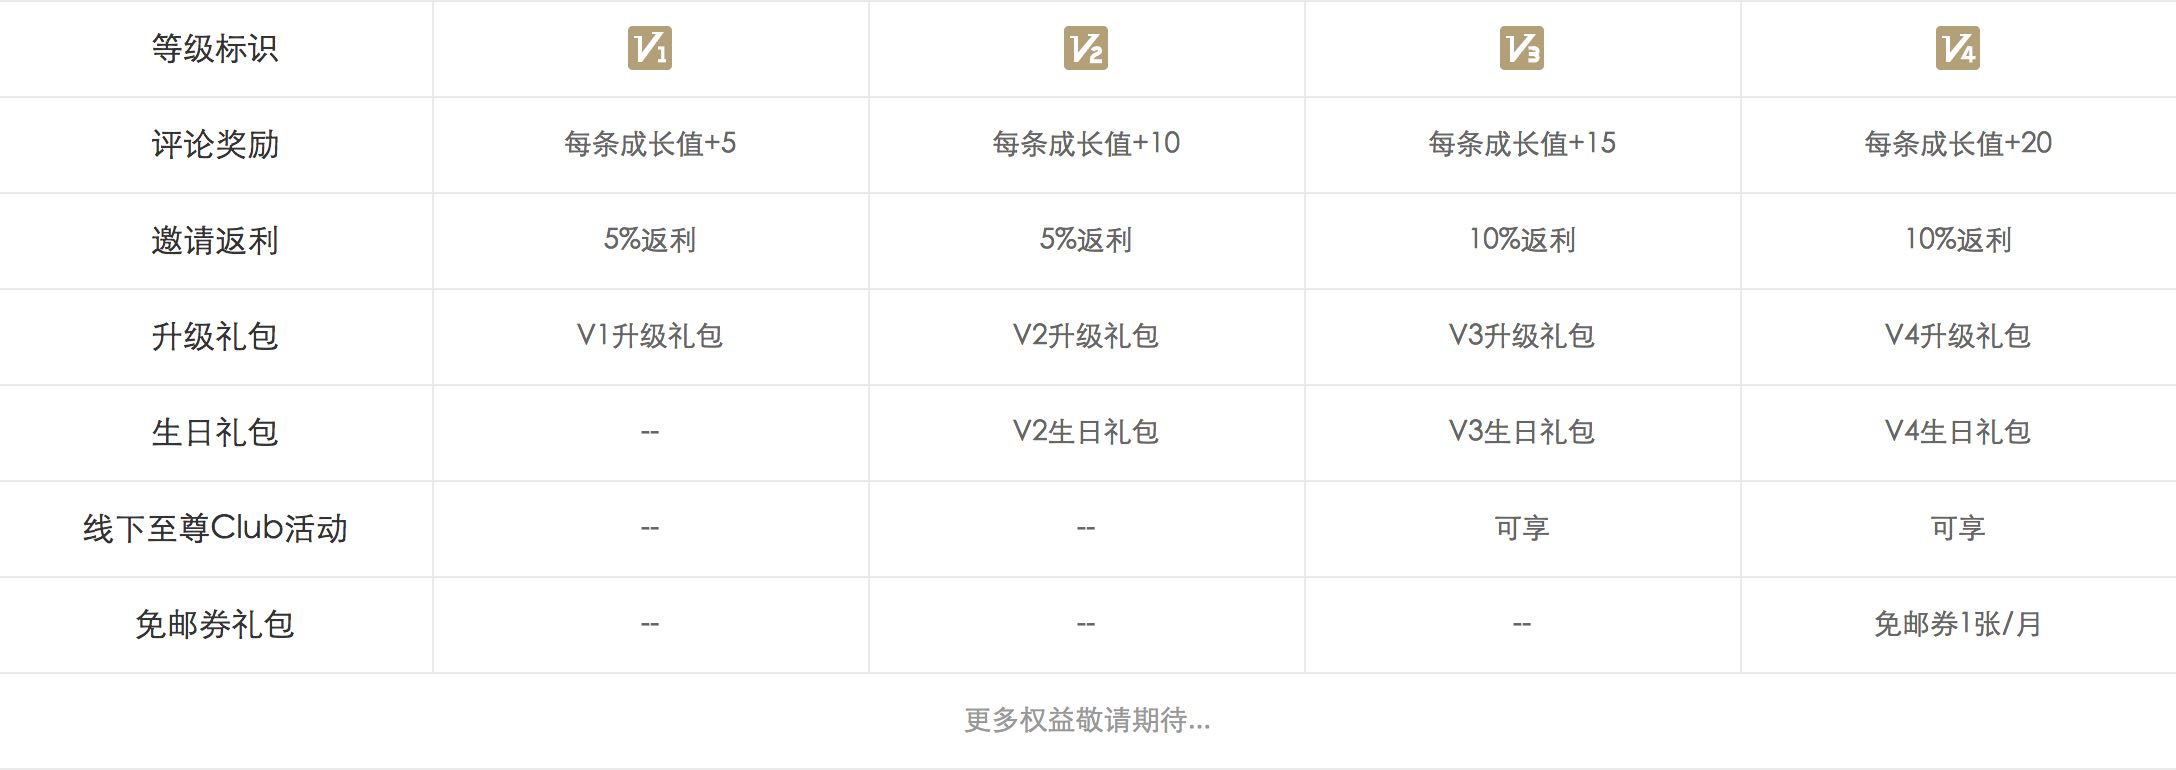 等级标识 V1 V2 V3 V4
评论奖励 每条成长值+5 每条成长值+10 每条成长值+15 每条成长值+20
邀请返利 5%返利 5%返利 10%返利 10%返利
升级礼包 V1升级礼包 V2升级礼包 V3升级礼包 V4升级礼包
生日礼包 -- V2生日礼包 V3生日礼包 V4生日礼包
线下至尊Club活动 -- -- 可享 可享
免邮券礼包 -- -- -- 免邮券1张/月
更多权益敬请期待...